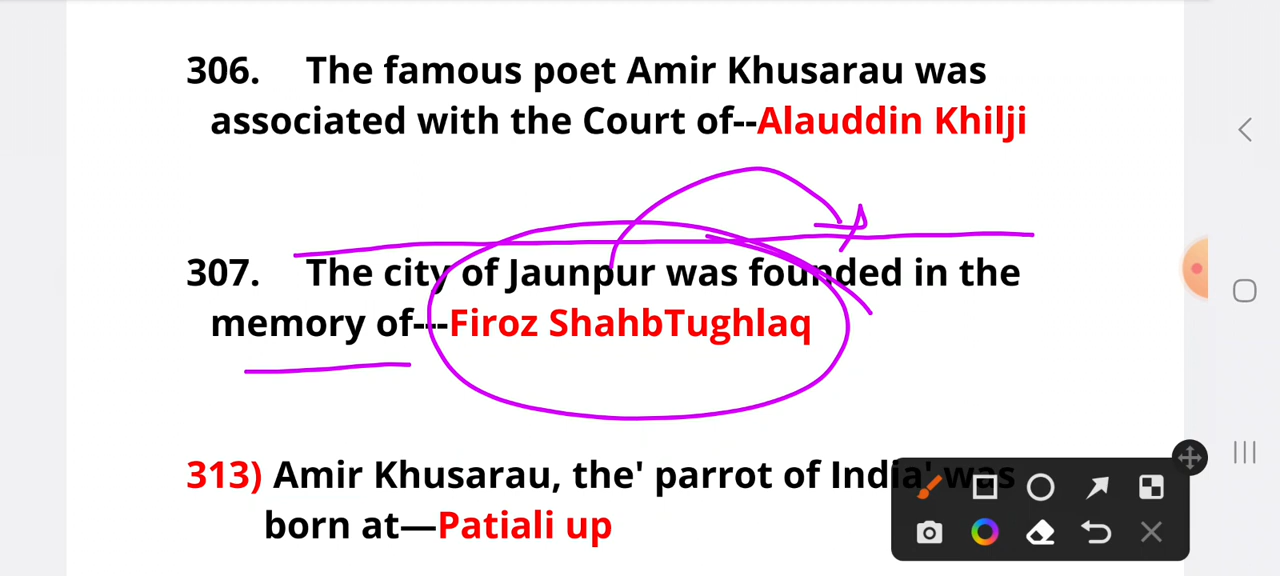 306. The famous poet Amir Khusarau was
associated with the Court of--Alauddin Khilji
307. The city of Jaunpur was founded in the
memory of---Firoz ShahbTughlaq
313) Amir Khusarau, the' parrot of India' was
born at—Patiali up